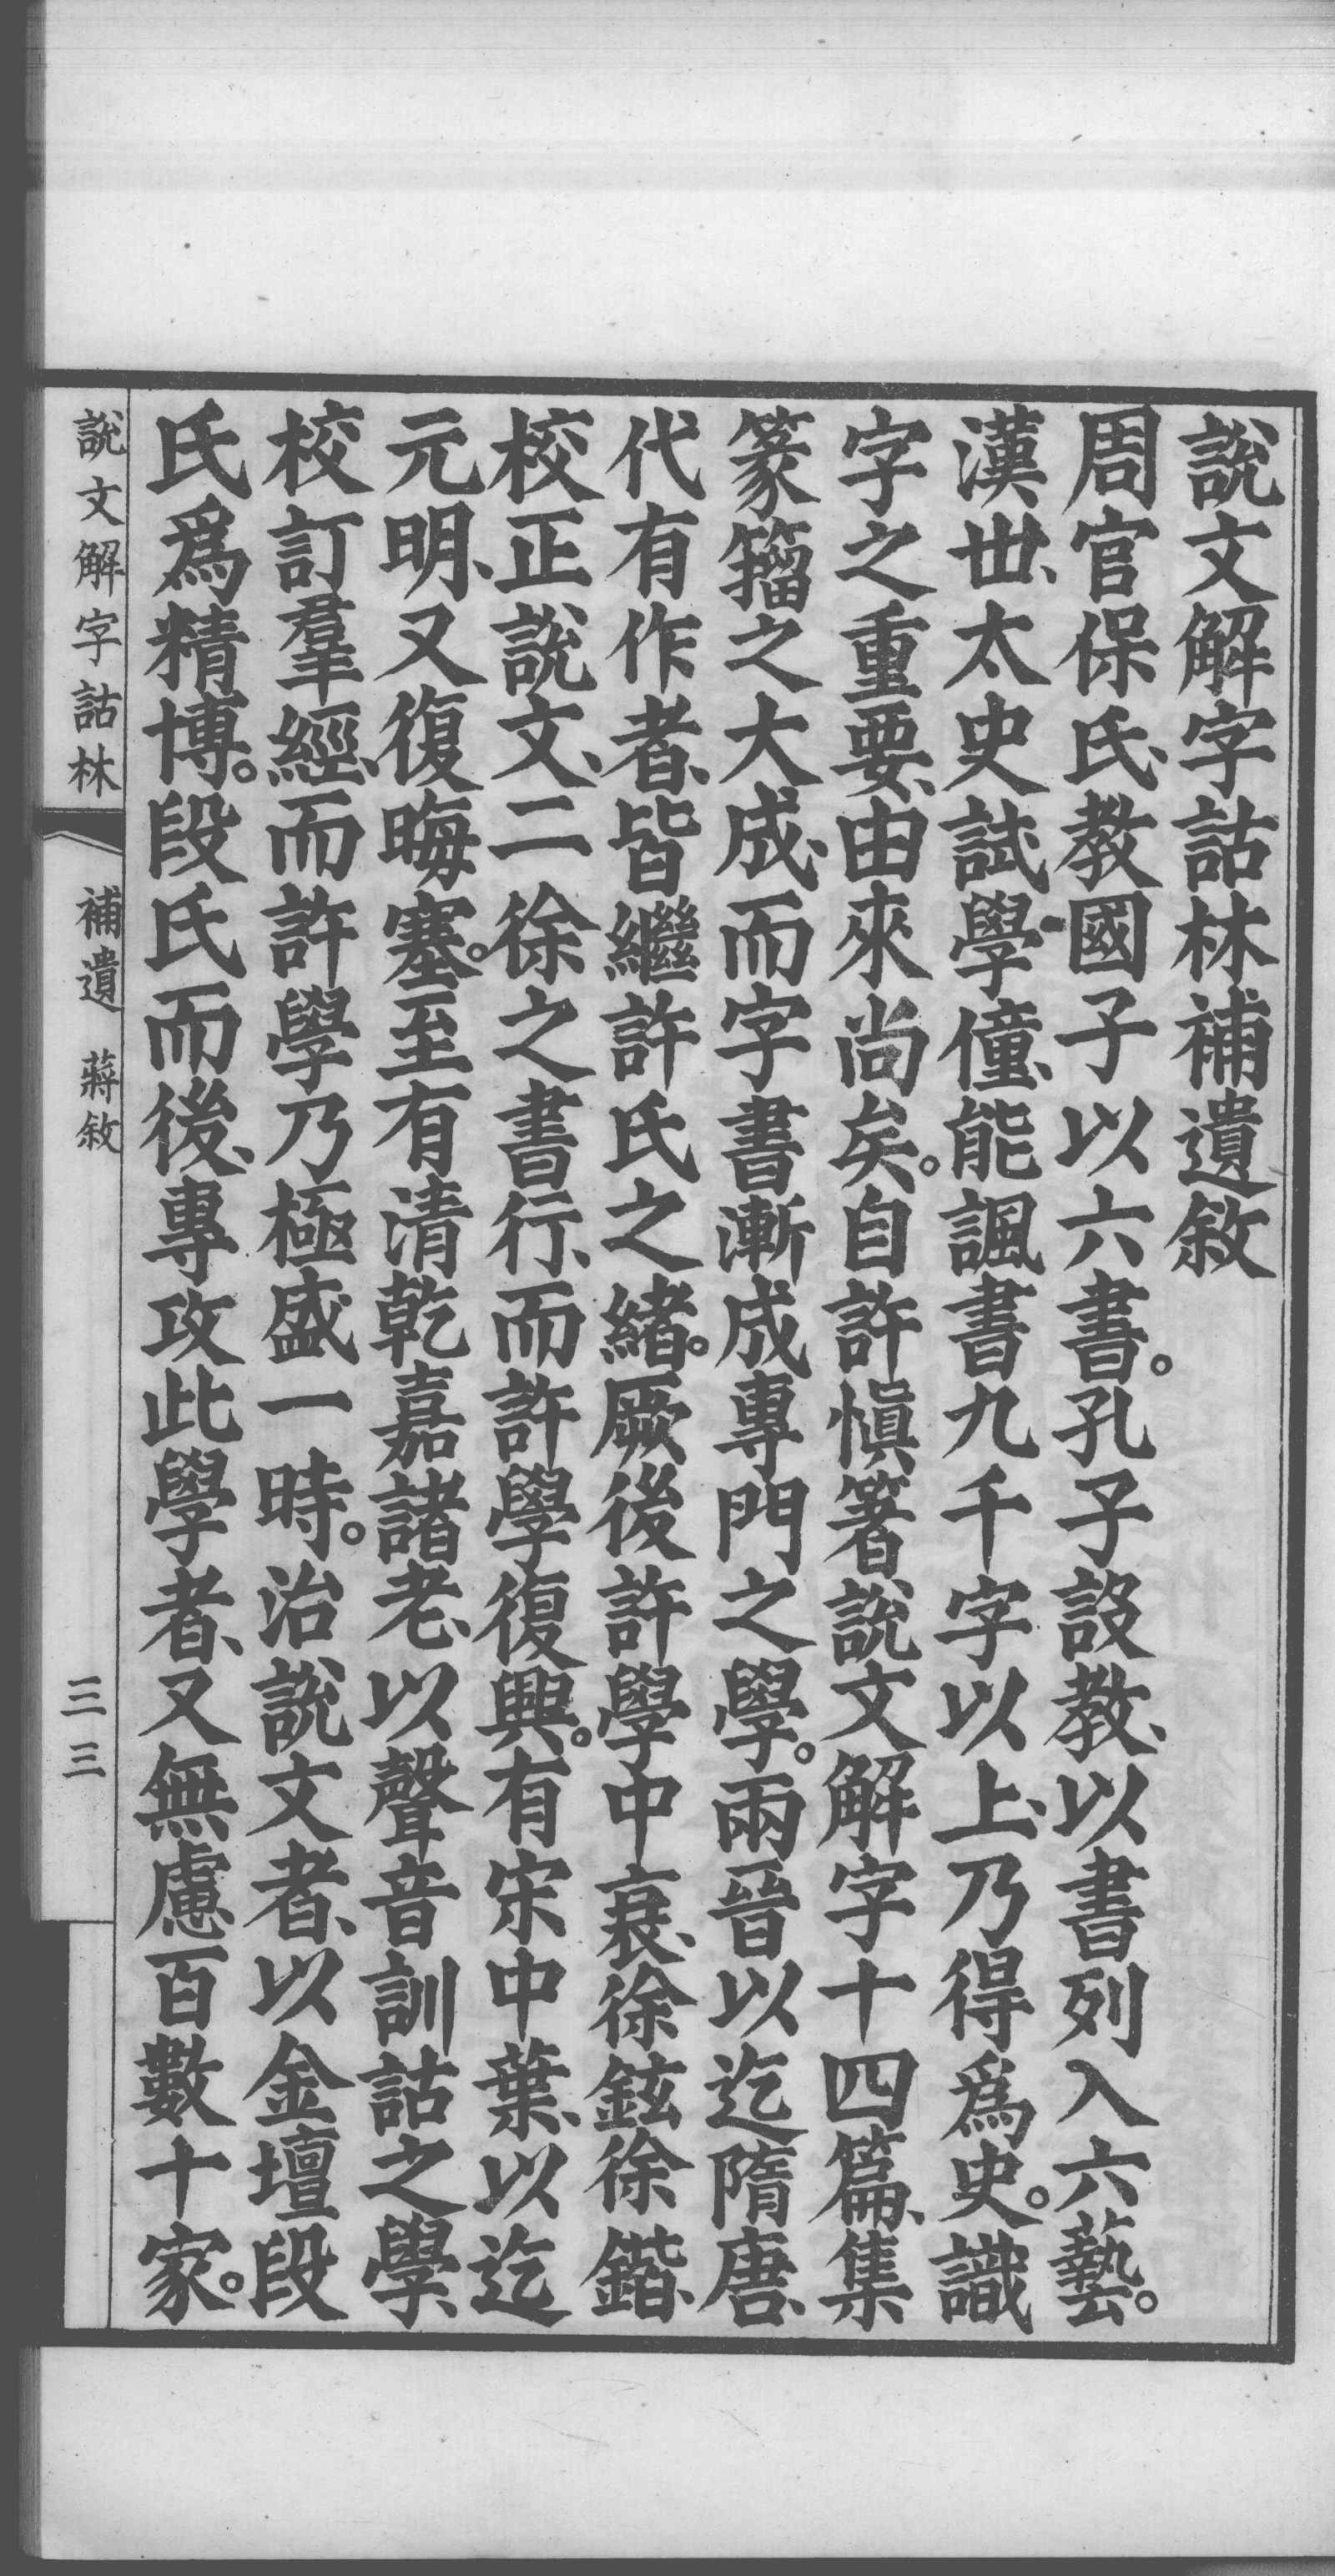 說文解字詁林補遺敘
周官保氏、教國子以六書。孔子設教、以書列入六藝。
漢世、太史試學僮、能諷書九千字以上、乃得爲史。識
字之重要、由來尚矣。自許愼箸說文解字十四篇、集
篆籀之大成、而字書漸成專門之學。兩晉以迄隋唐、
代有作者、皆繼許氏之緒。厥後許學中衰、徐鉉徐鍇、
校正說文、二徐之書行、而許學復興。有宋中葉、以迄
元明、又復晦塞。至有清乾嘉諸老、以聲音訓詁之學、
校訂羣經、而許學乃極盛一時。治說文者、以金壇段
氏爲精博。段氏而後、專攻此學者、又無慮百數十家。
說文解字詁林 補遺 蔣敘 三三